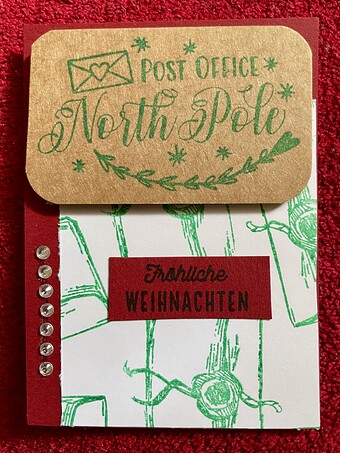 Post Office
North Pole
Fröhliche
WEIHNACHTEN